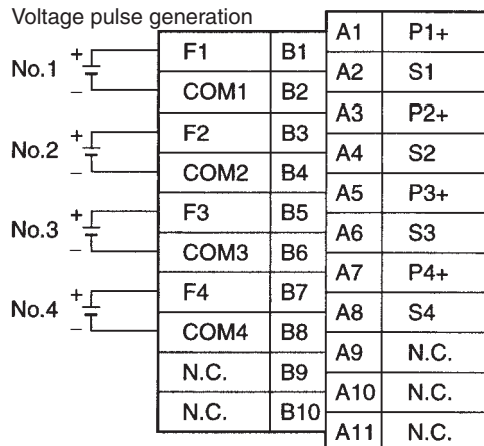 Voltage pulse generation
No.1 + − F1 B1
COM1 B2
No.2 + − F2 B3
COM2 B4
No.3 + − F3 B5
COM3 B6
No.4 + − F4 B7
COM4 B8
N.C. B9
N.C. B10
A1 P1+
A2 S1
A3 P2+
A4 S2
A5 P3+
A6 S3
A7 P4+
A8 S4
A9 N.C.
A10 N.C.
A11 N.C.